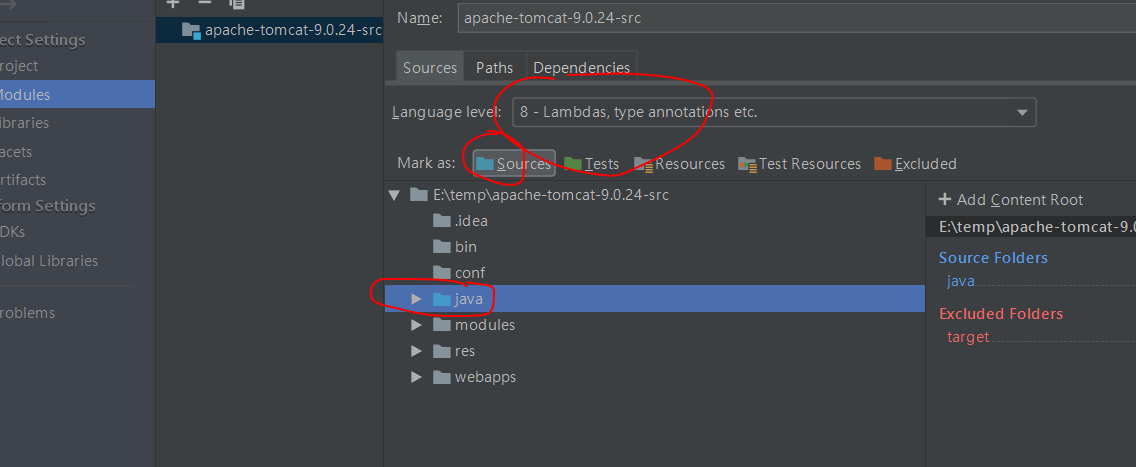 Name: apache-tomcat-9.0.24-src
apache-tomcat-9.0.24-src
ect Settings
roject
Modules
ibraries
acets
rtifacts
form Settings
DKs
lobal Libraries
roblems
Sources Paths Dependencies
Language level: 8 - Lambdas, type annotations etc.
Mark as: Sources Tests Resources Test Resources Excluded
E:\temp\apache-tomcat-9.0.24-src
.idea
bin
conf
java
modules
res
webapps
+ Add Content Root
E:\temp\apache-tomcat-9.0
Source Folders
java
Excluded Folders
target